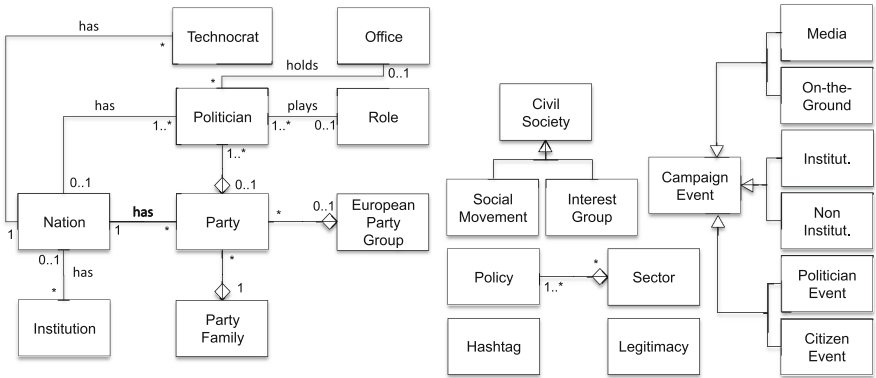 has
Technocrat
*
Office
holds
*
0..1
has
Politician
1..*
plays
1..*
0..1
Role
1..*
0..1
0..1
Nation
1
has
1
*
Party
*
0..1
European
Party
Group
0..1
has
*
Institution
*
1
Party
Family
Civil
Society
Social
Movement
Interest
Group
Policy
1..*
*
Sector
Hashtag
Legitimacy
Media
On-the-
Ground
Campaign
Event
Institut.
Non
Institut.
Politician
Event
Citizen
Event